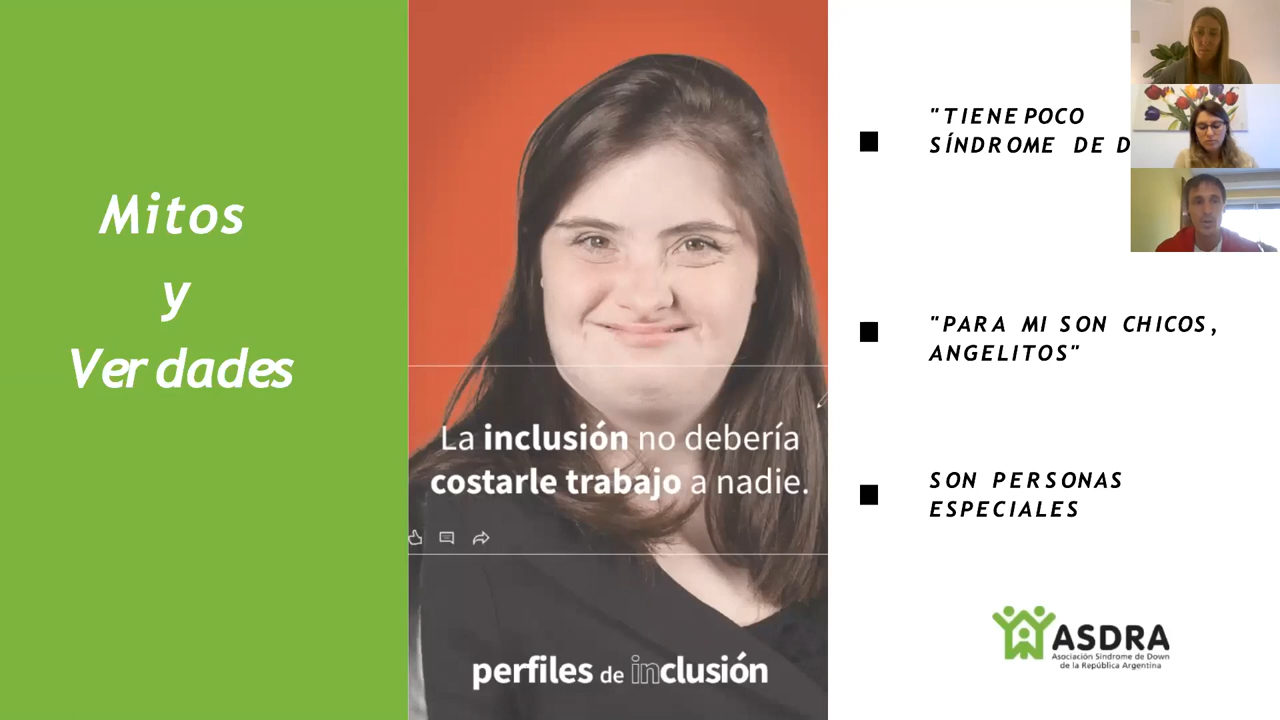 Mitos
y
Verdades
La inclusión no debería
costarle trabajo a nadie.
perfiles de inclusión
"TIENE POCO
SÍNDROME DE D
"PARA MI SON CHICOS,
ANGELITOS"
SON PERSONAS
ESPECIALES
ASDRA
Asociación Síndrome de Down
de la República Argentina